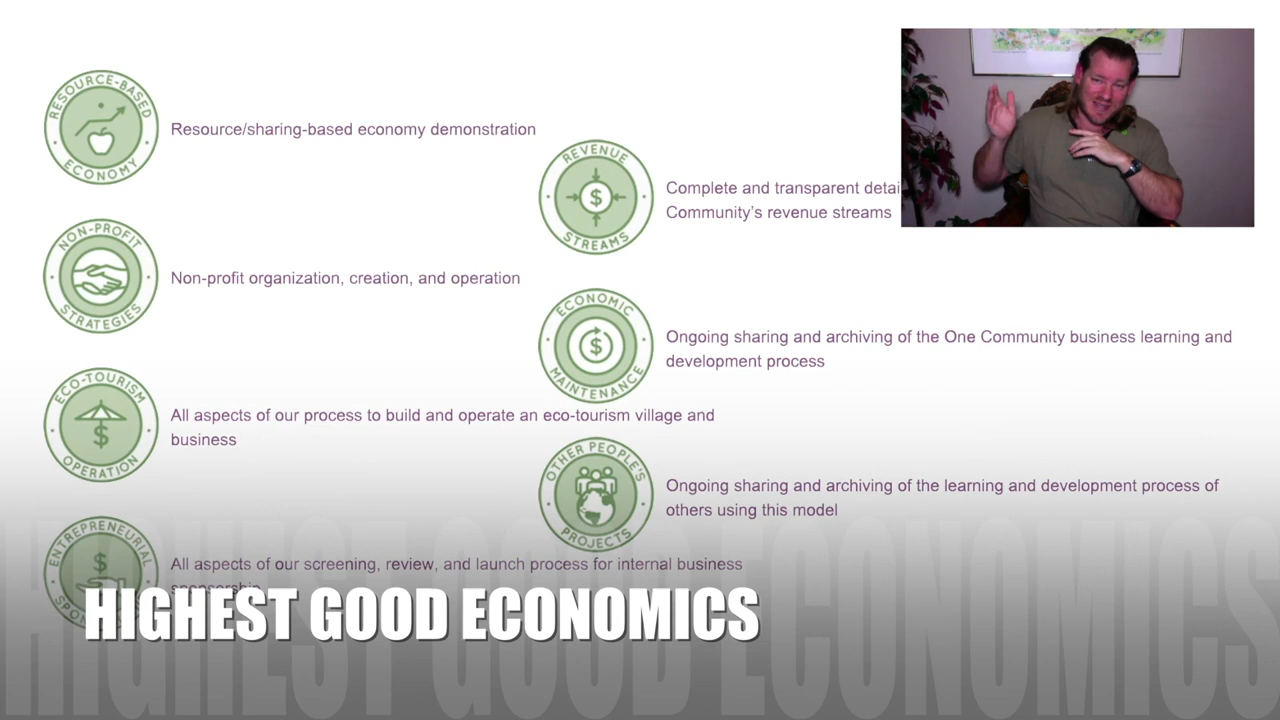 RESOURCE-BASED
ECONOMY
Resource/sharing-based economy demonstration
NON-PROFIT
STRATEGIES
Non-profit organization, creation, and operation
ECO-TOURISM
OPERATION
All aspects of our process to build and operate an eco-tourism village and
business
ENTREPRENEURIAL
All aspects of our screening, review, and launch process for internal business
sponsorship
REVENUE
STREAMS
Complete and transparent detai
Community's revenue streams
ECONOMIC
MAINTENANCE
Ongoing sharing and archiving of the One Community business learning and
development process
OTHER PEOPLE'S
PROJECTS
Ongoing sharing and archiving of the learning and development process of
others using this model
HIGHEST GOOD ECONOMICS
HIGHEST GOOD ECONOMICS